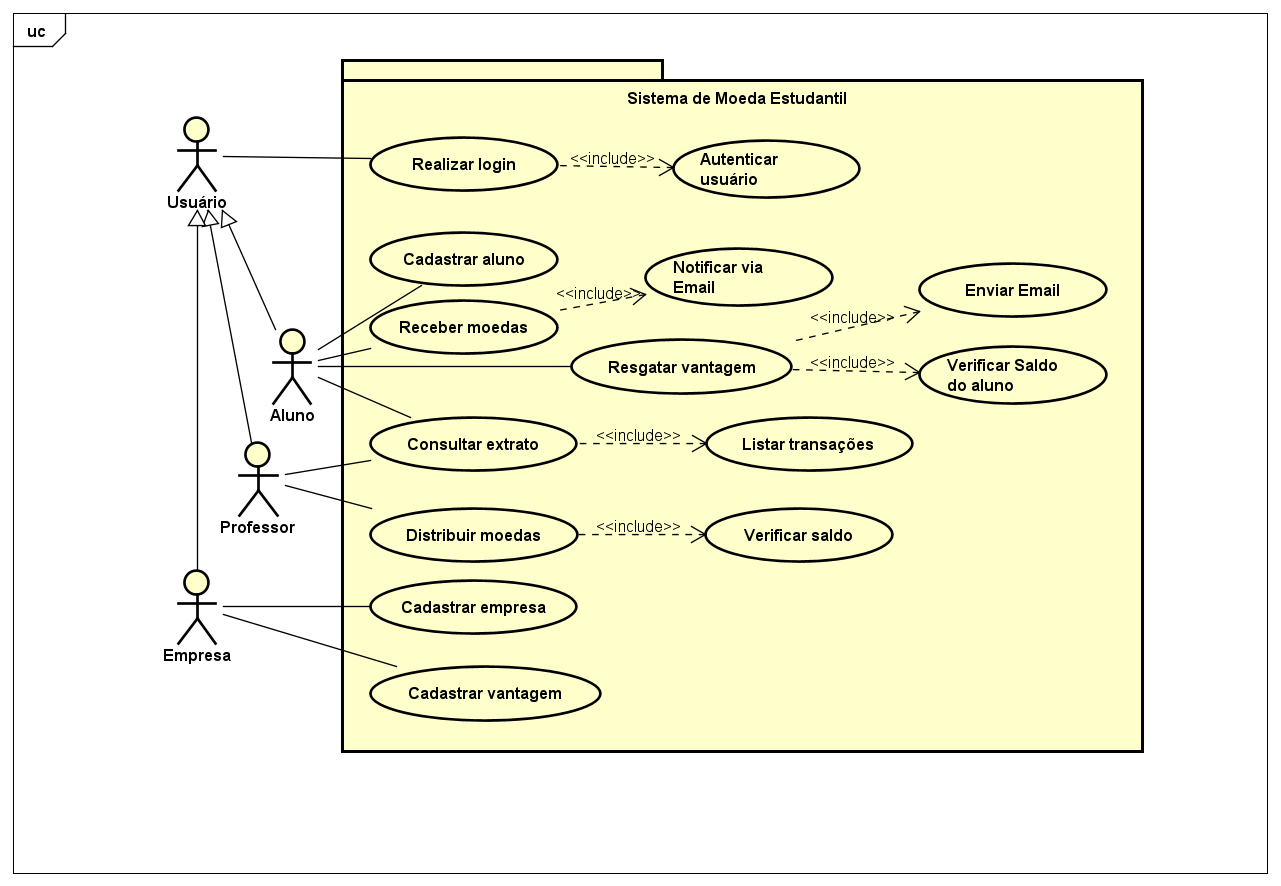 uc
Sistema de Moeda Estudantil
Usuário
Realizar login
<<include>>
Autenticar
usuário
Cadastrar aluno
Receber moedas
<<include>>
Notificar via
Email
<<include>>
Enviar Email
Aluno
Resgatar vantagem
<<include>>
Verificar Saldo
do aluno
Consultar extrato
<<include>>
Listar transações
Professor
Distribuir moedas
<<include>>
Verificar saldo
Empresa
Cadastrar empresa
Cadastrar vantagem